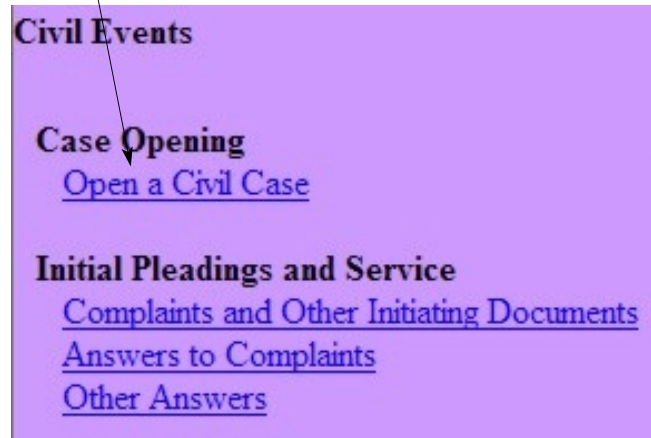 Civil Events
Case Opening
Open a Civil Case
Initial Pleadings and Service
Complaints and Other Initiating Documents
Answers to Complaints
Other Answers